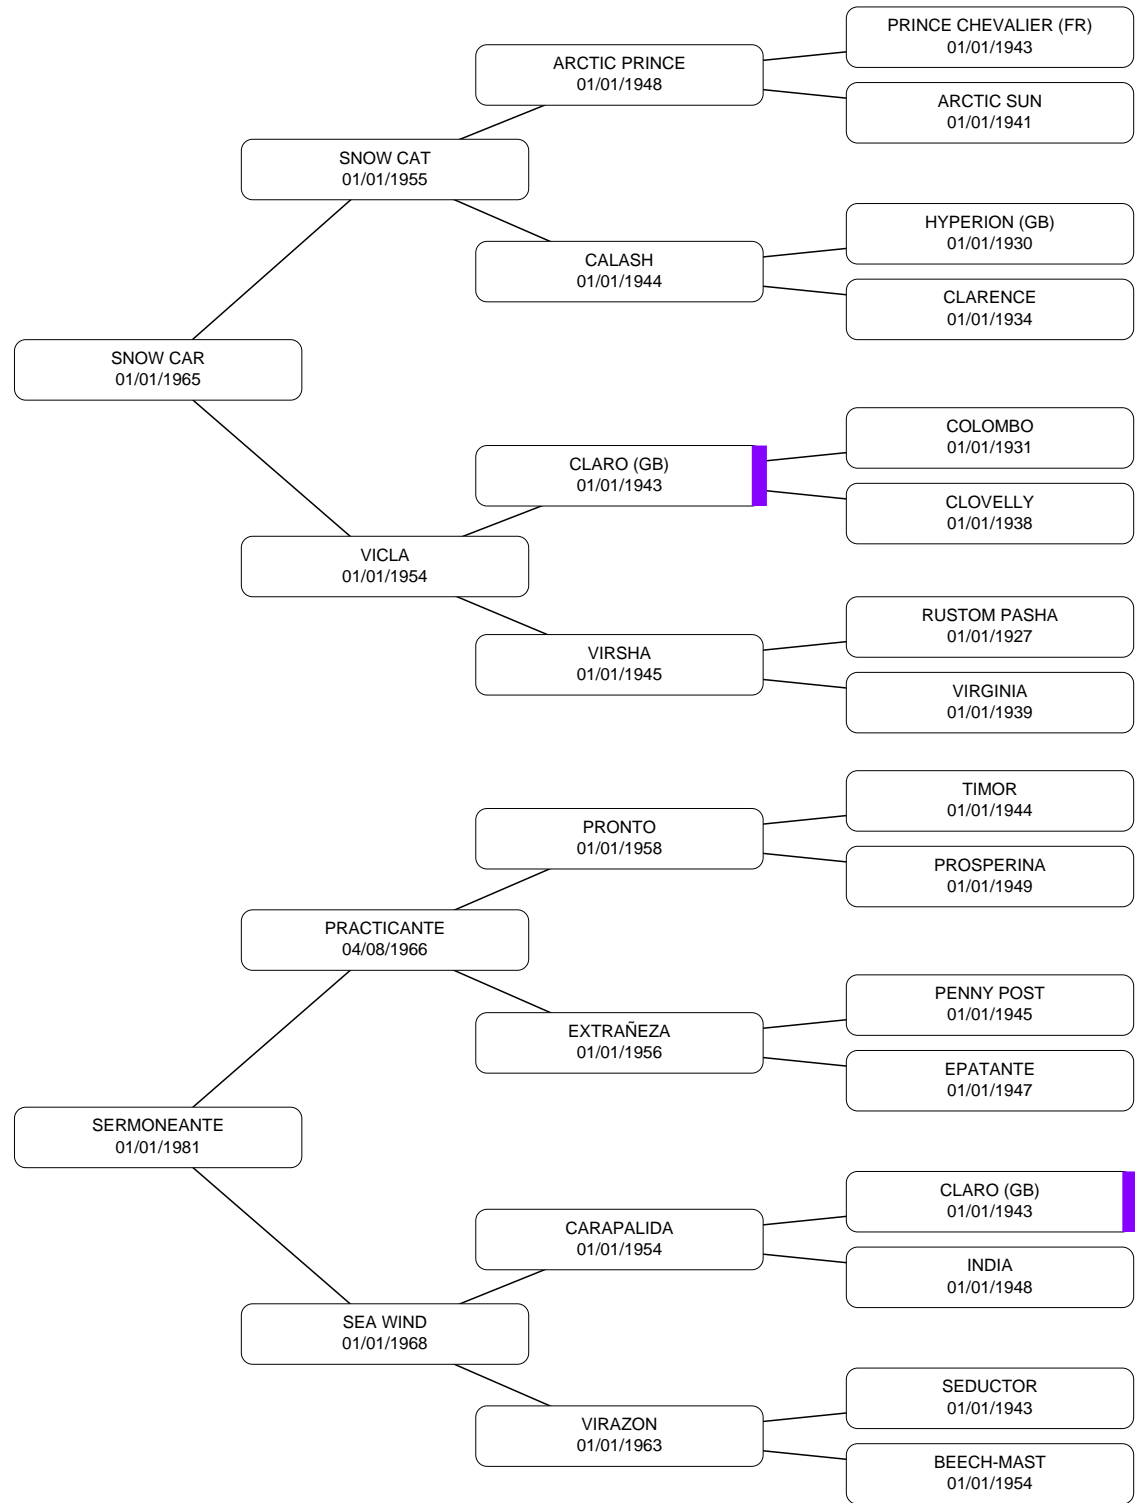 PRINCE CHEVALIER (FR)
01/01/1943
ARCTIC PRINCE
01/01/1948
ARCTIC SUN
01/01/1941
SNOW CAT
01/01/1955
HYPERION (GB)
01/01/1930
CALASH
01/01/1944
CLARENCE
01/01/1934
SNOW CAR
01/01/1965
COLOMBO
01/01/1931
CLARO (GB)
01/01/1943
CLOVELLY
01/01/1938
VICLA
01/01/1954
RUSTOM PASHA
01/01/1927
VIRSHA
01/01/1945
VIRGINIA
01/01/1939
TIMOR
01/01/1944
PRONTO
01/01/1958
PROSPERINA
01/01/1949
PRACTICANTE
04/08/1966
PENNY POST
01/01/1945
EXTRAÑEZA
01/01/1956
EPATANTE
01/01/1947
SERMONEANTE
01/01/1981
CLARO (GB)
01/01/1943
CARAPALIDA
01/01/1954
INDIA
01/01/1948
SEA WIND
01/01/1968
SEDUCTOR
01/01/1943
VIRAZON
01/01/1963
BEECH-MAST
01/01/1954